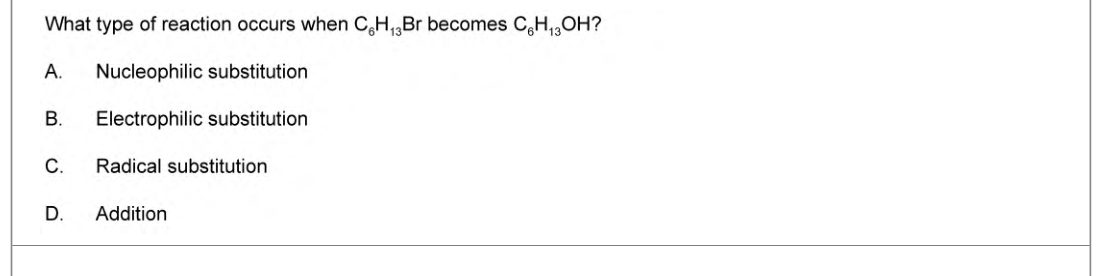 What type of reaction occurs when C₆H₁₃Br becomes C₆H₁₃OH?
A. Nucleophilic substitution
B. Electrophilic substitution
C. Radical substitution
D. Addition